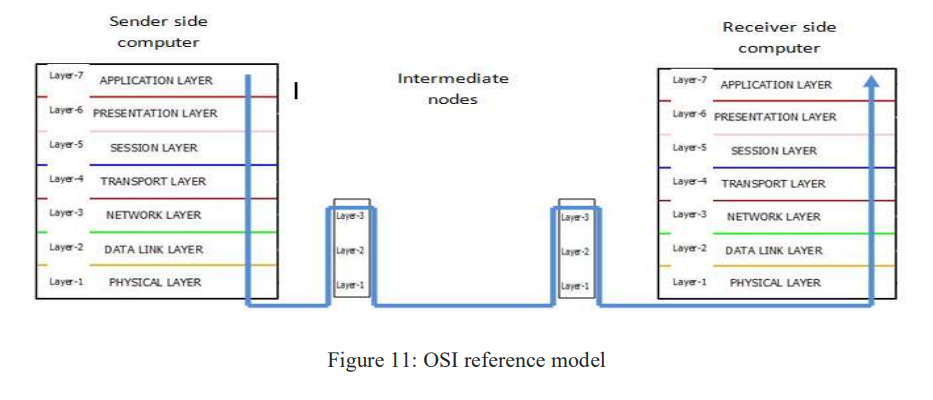 Sender side
computer
Layer-7 APPLICATION LAYER
Layer-6 PRESENTATION LAYER
Layer-5 SESSION LAYER
Layer-4 TRANSPORT LAYER
Layer-3 NETWORK LAYER
Layer-2 DATA LINK LAYER
Layer-1 PHYSICAL LAYER
Intermediate
nodes
Layer-3
Layer-2
Layer-1
Layer-3
Layer-2
Layer-1
Receiver side
computer
Layer-7 APPLICATION LAYER
Layer-6 PRESENTATION LAYER
Layer-5 SESSION LAYER
Layer-4 TRANSPORT LAYER
Layer-3 NETWORK LAYER
Layer-2 DATA LINK LAYER
Layer-1 PHYSICAL LAYER
Figure 11: OSI reference model